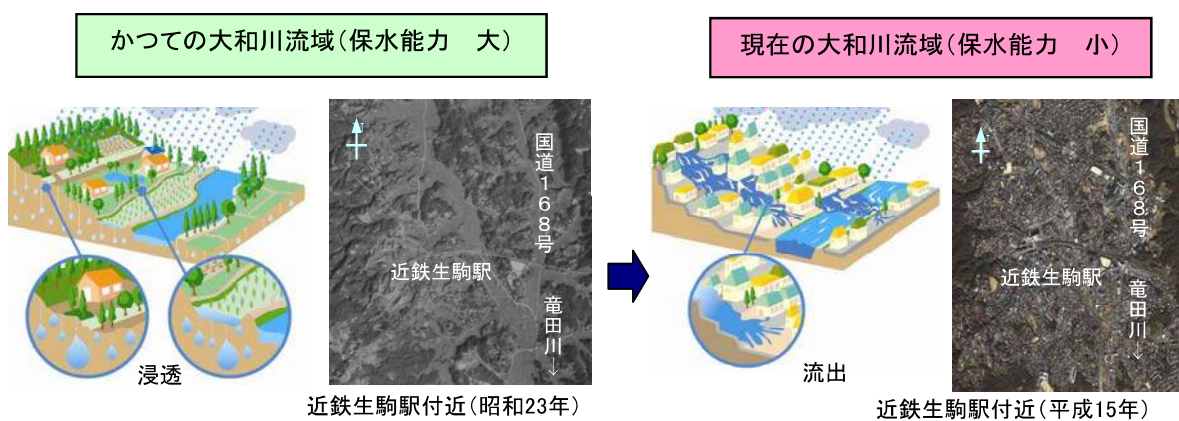 かつての大和川流域（保水能力　大）
現在の大和川流域（保水能力　小）
国道１６８号
近鉄生駒駅
竜田川→
浸透
近鉄生駒駅付近（昭和23年）
国道１６８号
近鉄生駒駅
竜田川→
流出
近鉄生駒駅付近（平成15年）